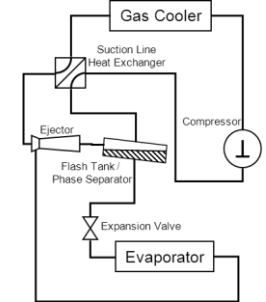 Gas Cooler
Suction Line
Heat Exchanger
Compressor
Ejector
Flash Tank /
Phase Separator
Expansion Valve
Evaporator